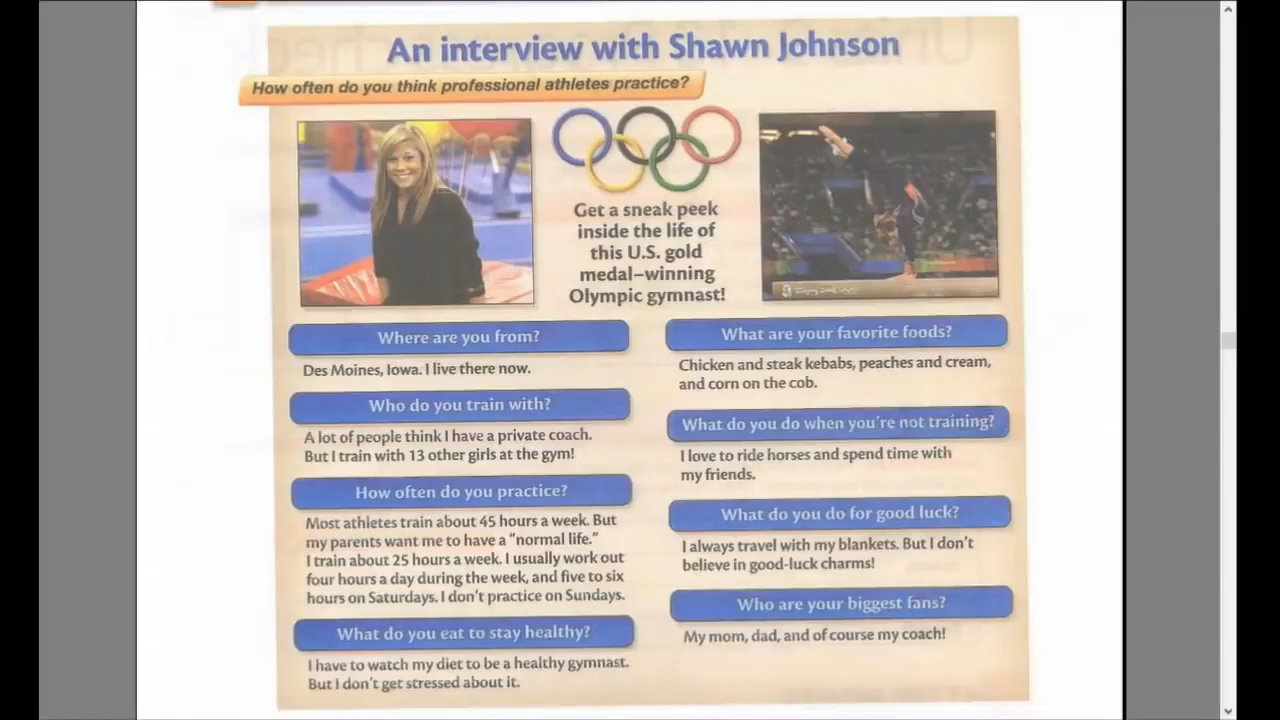 An interview with Shawn Johnson
How often do you think professional athletes practice?
Get a sneak peek
inside the life of
this U.S. gold
medal–winning
Olympic gymnast!
Where are you from?
Des Moines, Iowa. I live there now.
Who do you train with?
A lot of people think I have a private coach.
But I train with 13 other girls at the gym!
How often do you practice?
Most athletes train about 45 hours a week. But
my parents want me to have a “normal life.”
I train about 25 hours a week. I usually work out
four hours a day during the week, and five to six
hours on Saturdays. I don’t practice on Sundays.
What do you eat to stay healthy?
I have to watch my diet to be a healthy gymnast.
But I don’t get stressed about it.
What are your favorite foods?
Chicken and steak kebabs, peaches and cream,
and corn on the cob.
What do you do when you’re not training?
I love to ride horses and spend time with
my friends.
What do you do for good luck?
I always travel with my blankets. But I don’t
believe in good-luck charms!
Who are your biggest fans?
My mom, dad, and of course my coach!